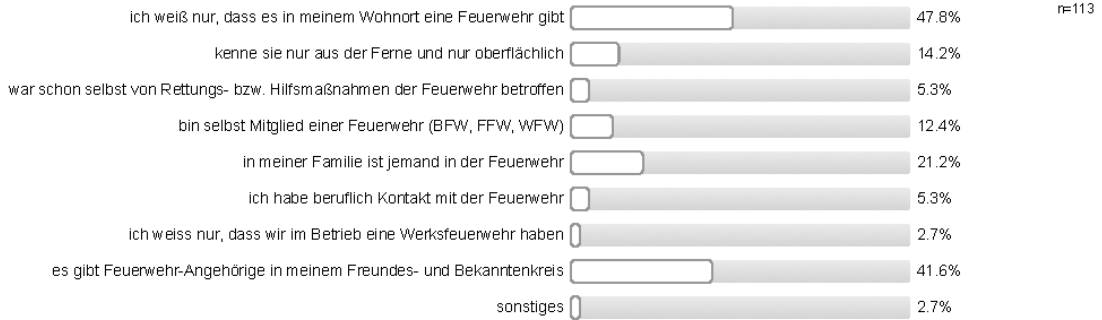 ich weiß nur, dass es in meinem Wohnort eine Feuerwehr gibt 47.8% n=113
kenne sie nur aus der Ferne und nur oberflächlich 14.2%
war schon selbst von Rettungs- bzw. Hilfsmaßnahmen der Feuerwehr betroffen 5.3%
bin selbst Mitglied einer Feuerwehr (BFW, FFW, WFW) 12.4%
in meiner Familie ist jemand in der Feuerwehr 21.2%
ich habe beruflich Kontakt mit der Feuerwehr 5.3%
ich weiss nur, dass wir im Betrieb eine Werksfeuerwehr haben 2.7%
es gibt Feuerwehr-Angehörige in meinem Freundes- und Bekanntenkreis 41.6%
sonstiges 2.7%